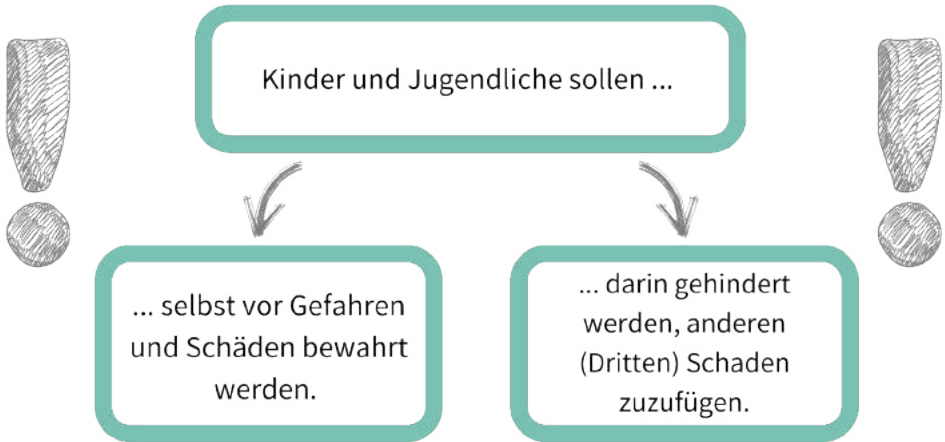 Kinder und Jugendliche sollen ...
... selbst vor Gefahren
und Schäden bewahrt
werden.
... darin gehindert
werden, anderen
(Dritten) Schaden
zuzufügen.